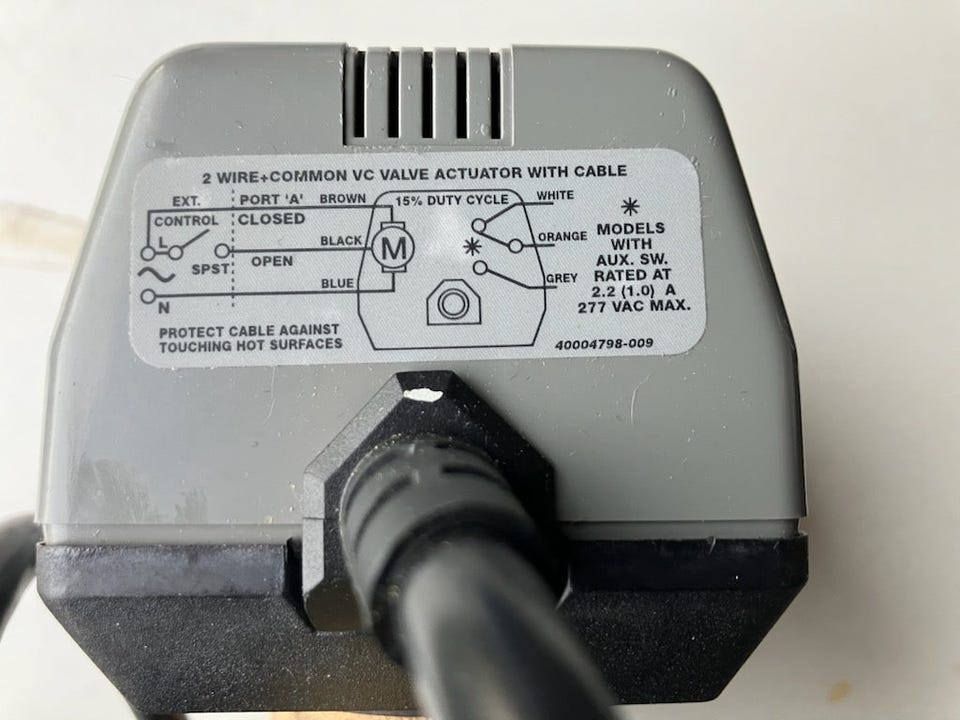 2 WIRE+COMMON VC VALVE ACTUATOR WITH CABLE
EXT.
CONTROL
L
SPST
N
PORT 'A' BROWN
CLOSED
BLACK
OPEN
BLUE
15% DUTY CYCLE
M
*
WHITE
ORANGE
GREY
*
MODELS
WITH
AUX. SW.
RATED AT
2.2 (1.0) A
277 VAC MAX.
PROTECT CABLE AGAINST
TOUCHING HOT SURFACES
40004798-009